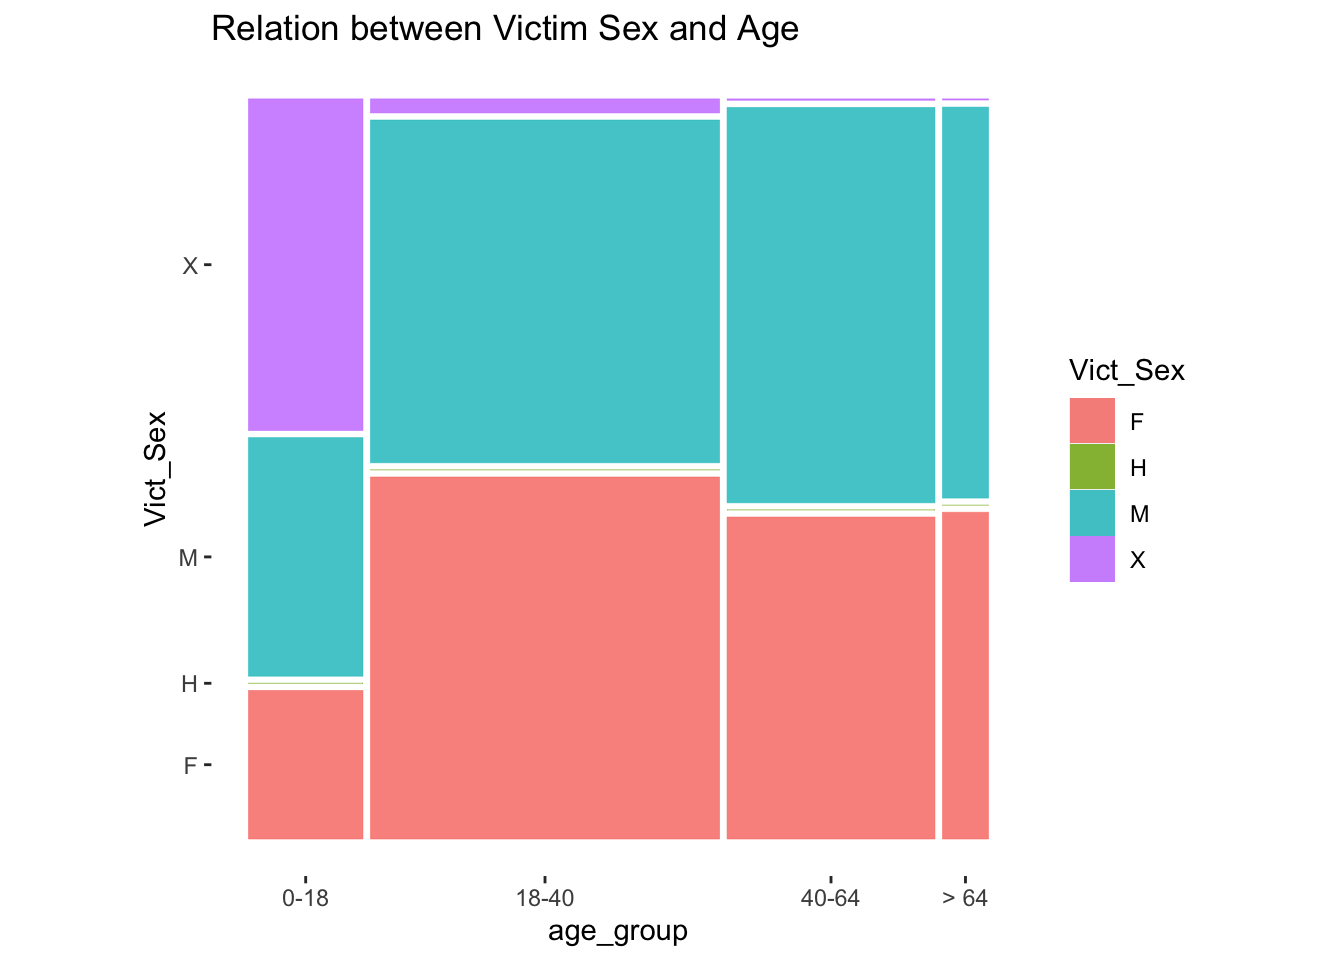 Relation between Victim Sex and Age
X
M
H
F
Vict_Sex
0-18 18-40 40-64 > 64
age_group
Vict_Sex
F
H
M
X